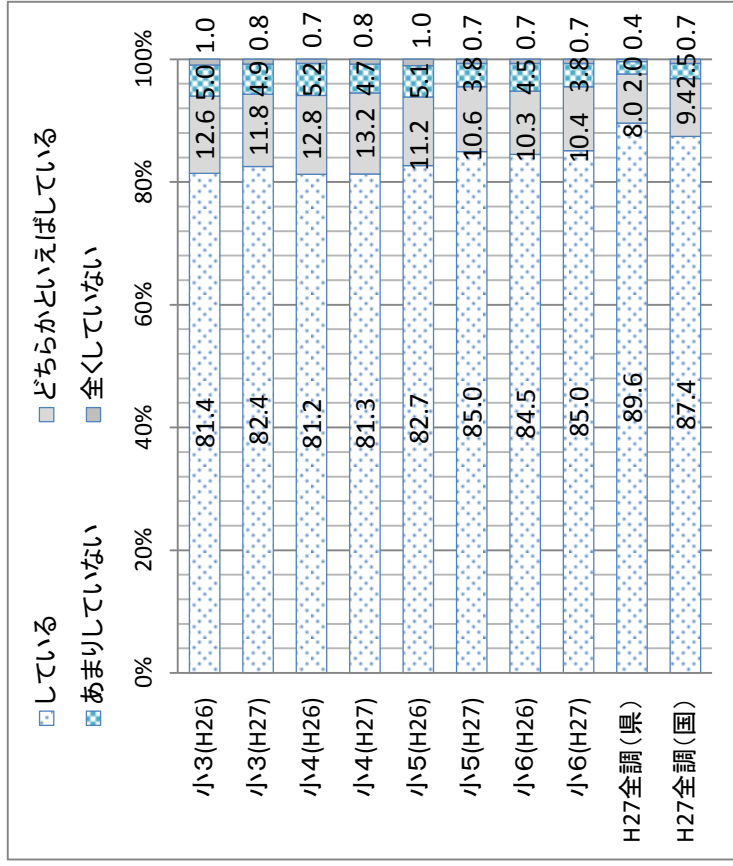 している どちらかといえばしている
あまりしていない 全くしていない
0% 20% 40% 60% 80% 100%
小3(H26) 81.4 12.6 5.0 1.0
小3(H27) 82.4 11.8 4.9 0.8
小4(H26) 81.2 12.8 5.2 0.7
小4(H27) 81.3 13.2 4.7 0.8
小5(H26) 82.7 11.2 5.1 1.0
小5(H27) 85.0 10.6 3.8 0.7
小6(H26) 84.5 10.3 4.5 0.7
小6(H27) 85.0 10.4 3.8 0.7
H27全調(県) 89.6 8.0 2.0 0.4
H27全調(国) 87.4 9.4 2.5 0.7